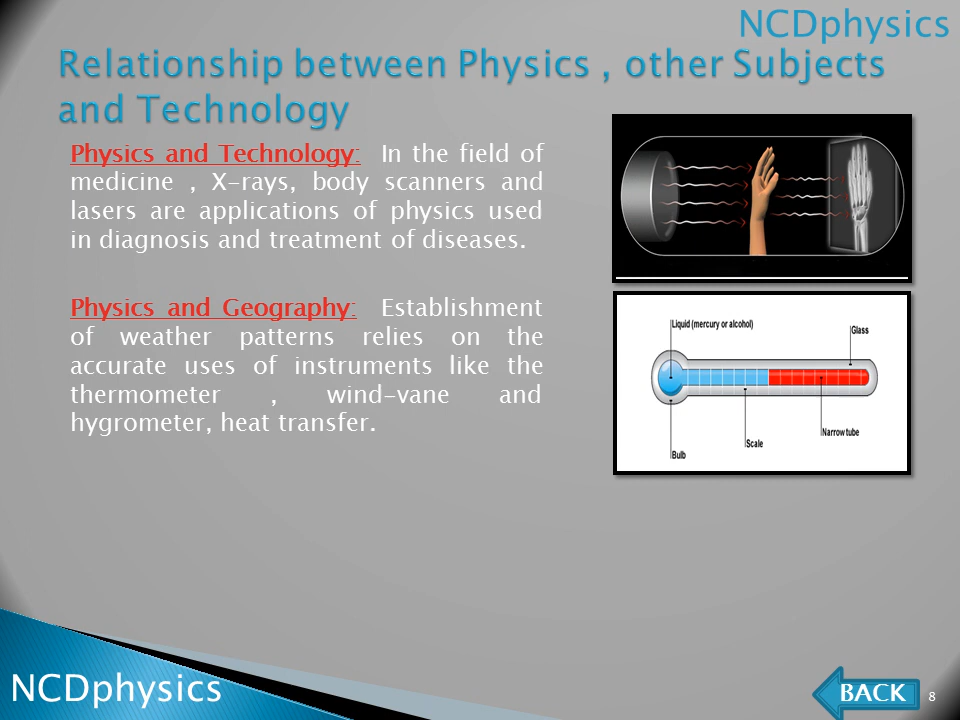 NCDphysics
Relationship between Physics , other Subjects
and Technology
Physics and Technology: In the field of
medicine , X-rays, body scanners and
lasers are applications of physics used
in diagnosis and treatment of diseases.
Physics and Geography: Establishment
of weather patterns relies on the
accurate uses of instruments like the
thermometer , wind-vane and
hygrometer, heat transfer.
Liquid (mercury or alcohol)
Glass
Narrow tube
Scale
Bulb
NCDphysics
BACK
8